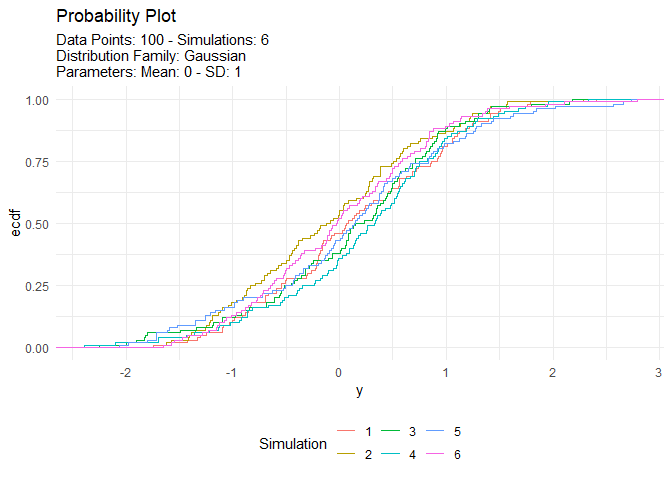 Probability Plot
Data Points: 100 - Simulations: 6
Distribution Family: Gaussian
Parameters: Mean: 0 - SD: 1
1.00
0.75
0.50
0.25
0.00
ecdf
-2 -1 0 1 2 3
y
Simulation
1 3 5
2 4 6